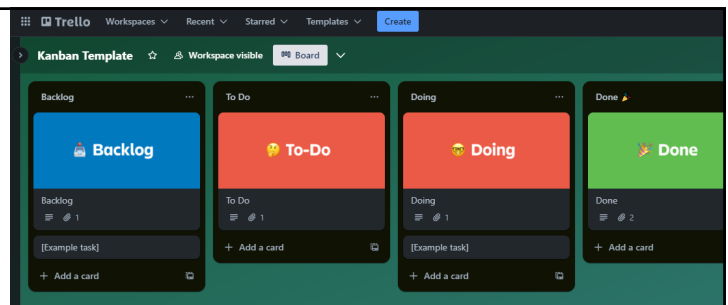 Trello Workspaces Recent Starred Templates Create
Kanban Template Workspace visible Board
Backlog
Backlog
Backlog
1
[Example task]
+ Add a card
To Do
To-Do
To Do
1
+ Add a card
Doing
Doing
Doing
1
[Example task]
+ Add a card
Done 🎉
🎉 Done
Done
2
+ Add a card